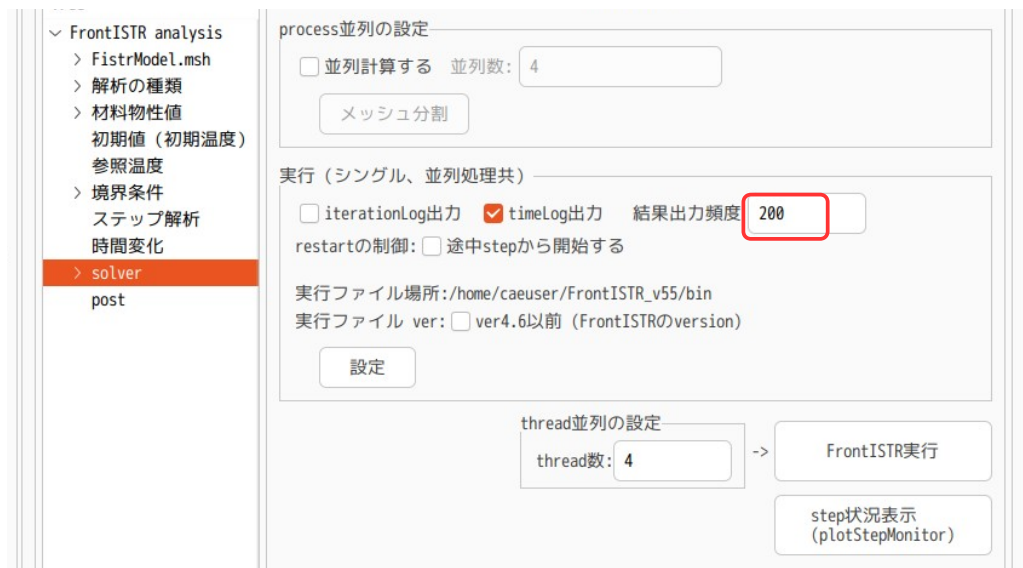 FrontISTR analysis
FistrModel.msh
解析の種類
材料物性値
初期値（初期温度）
参照温度
境界条件
ステップ解析
時間変化
solver
post
process並列の設定
並列計算する 並列数: 4
メッシュ分割
実行（シングル、並列処理共）
iterationLog出力 timeLog出力 結果出力頻度 200
restartの制御: 途中stepから開始する
実行ファイル場所:/home/caeuser/FrontISTR_v55/bin
実行ファイル ver: ver4.6以前（FrontISTRのversion）
設定
thread並列の設定
thread数: 4
->
FrontISTR実行
step状況表示
(plotStepMonitor)